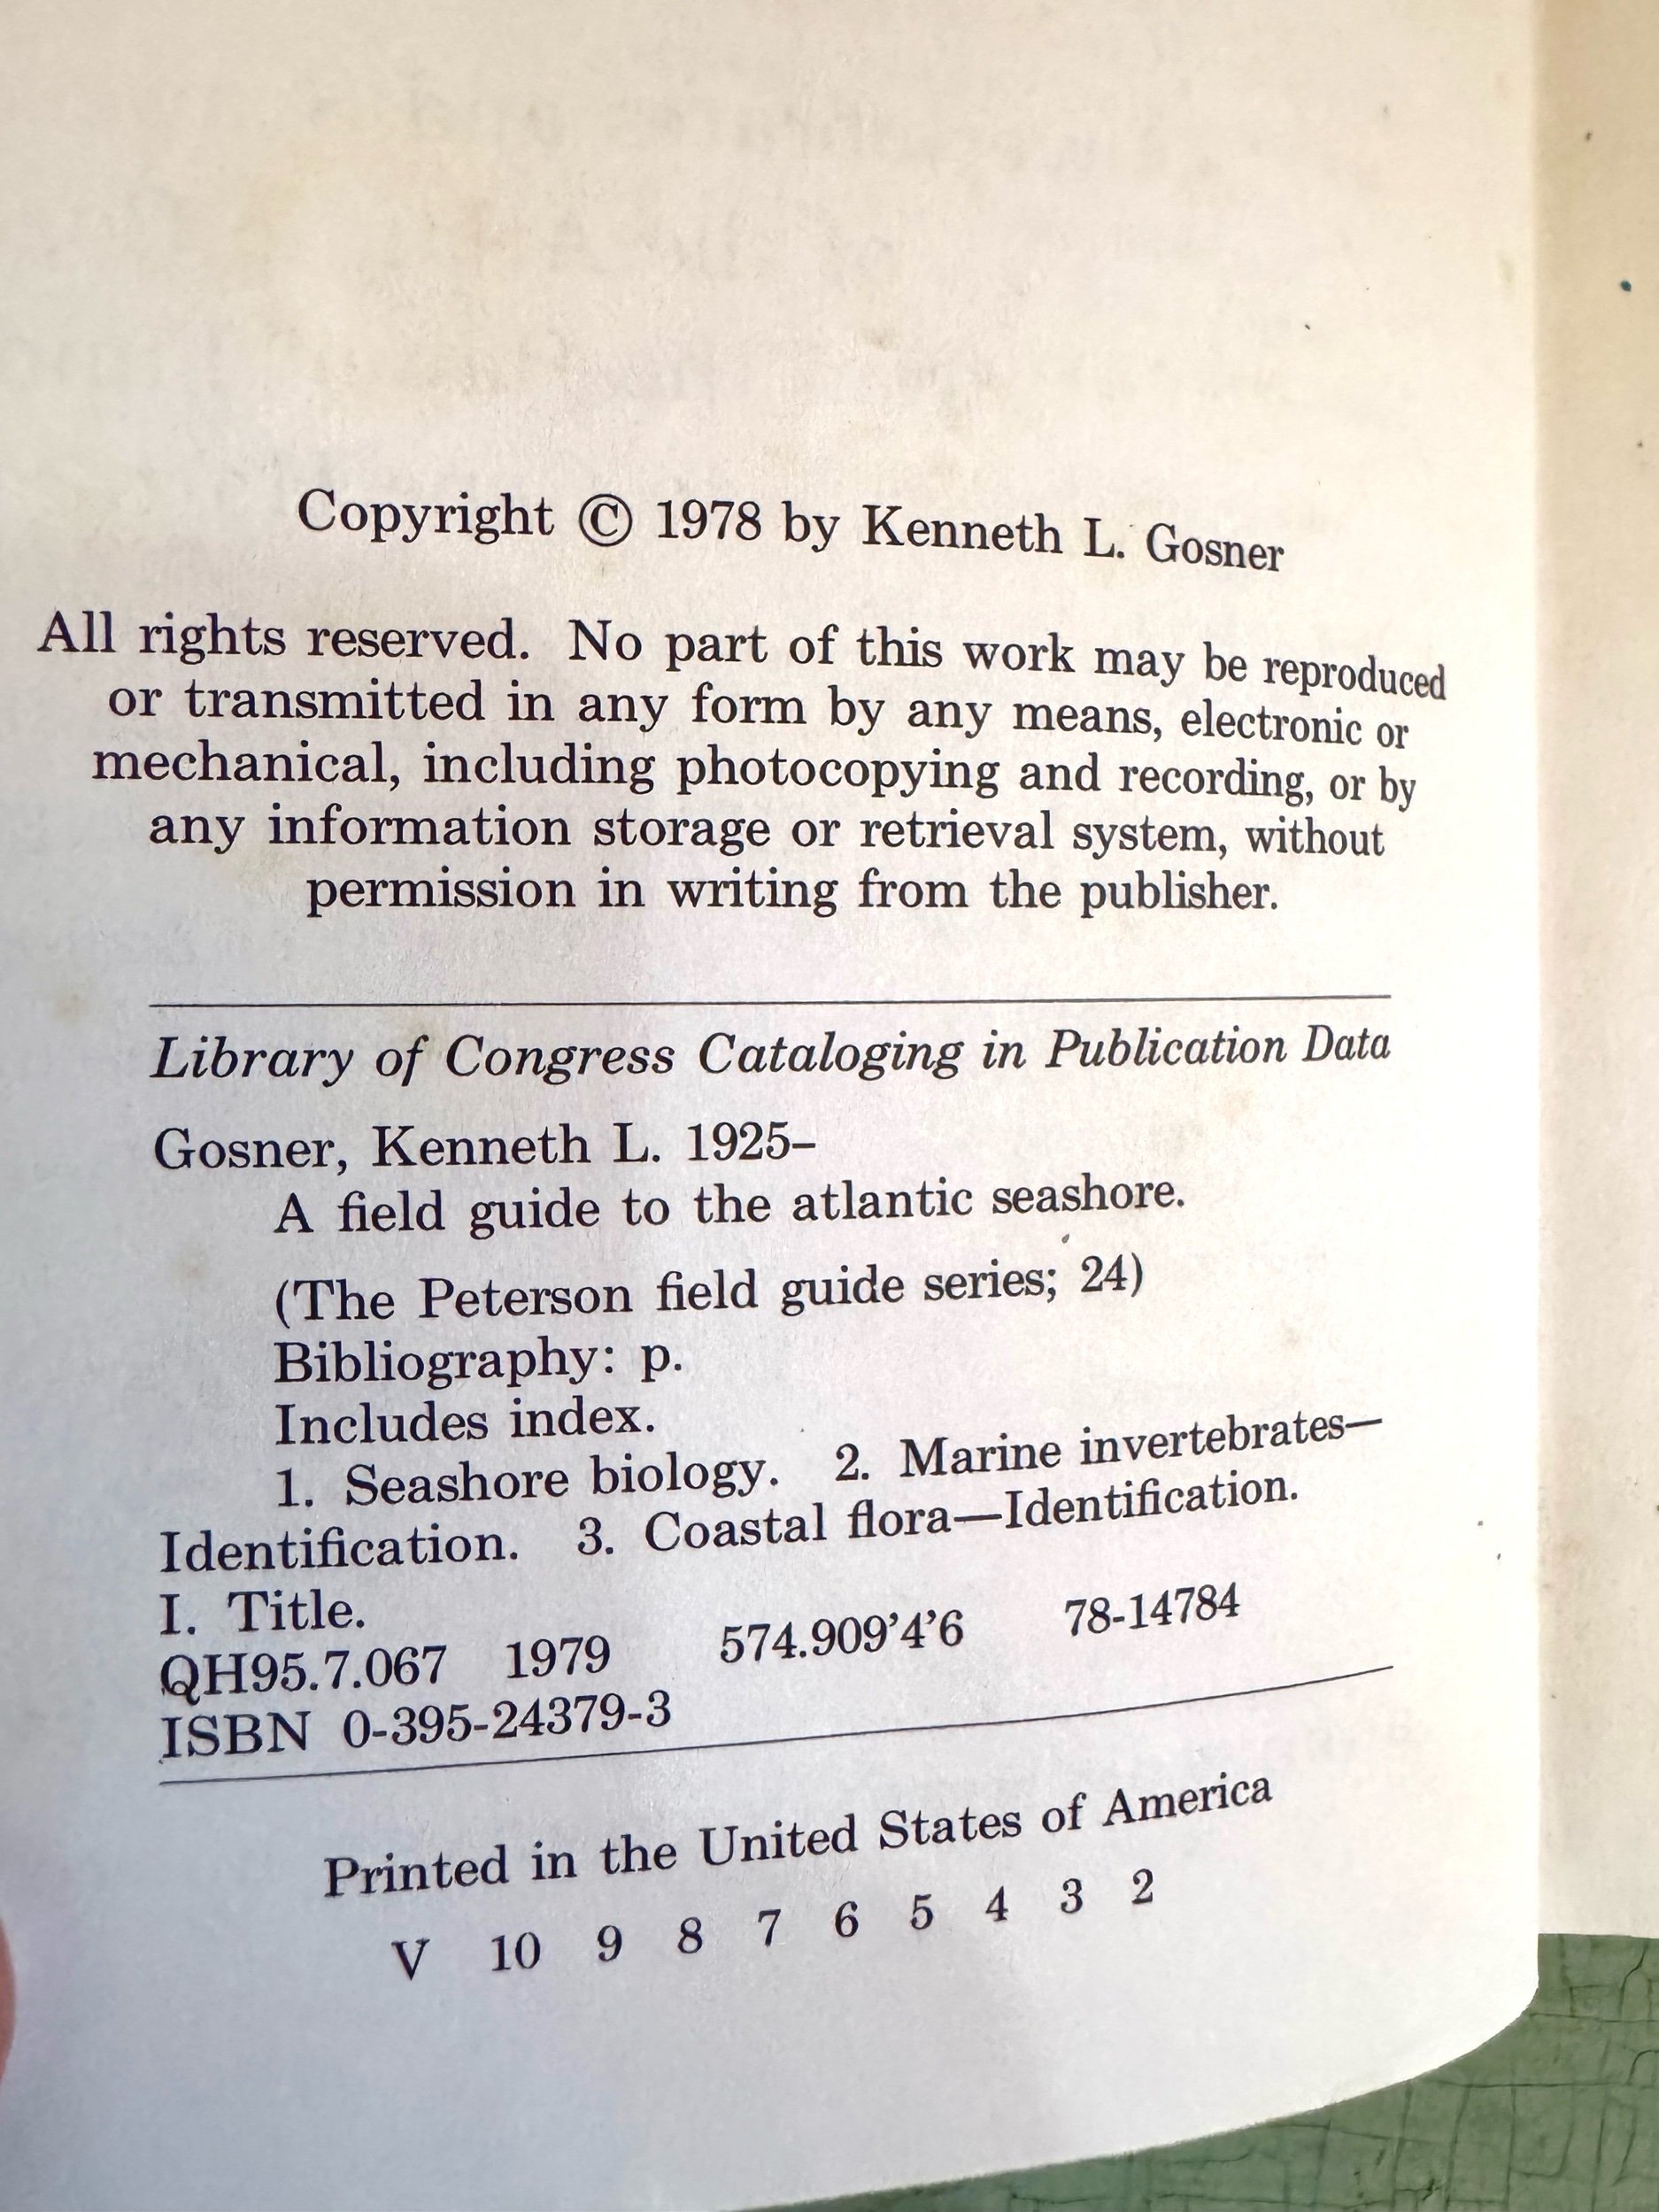 Copyright © 1978 by Kenneth L. Gosner
All rights reserved. No part of this work may be reproduced
or transmitted in any form by any means, electronic or
mechanical, including photocopying and recording, or by
any information storage or retrieval system, without
permission in writing from the publisher.
Library of Congress Cataloging in Publication Data
Gosner, Kenneth L. 1925–
A field guide to the atlantic seashore.
(The Peterson field guide series; 24)
Bibliography: p.
Includes index.
1. Seashore biology. 2. Marine invertebrates—
Identification. 3. Coastal flora—Identification.
I. Title.
QH95.7.067 1979 574.909’4’6 78-14784
ISBN 0-395-24379-3
Printed in the United States of America
V 10 9 8 7 6 5 4 3 2